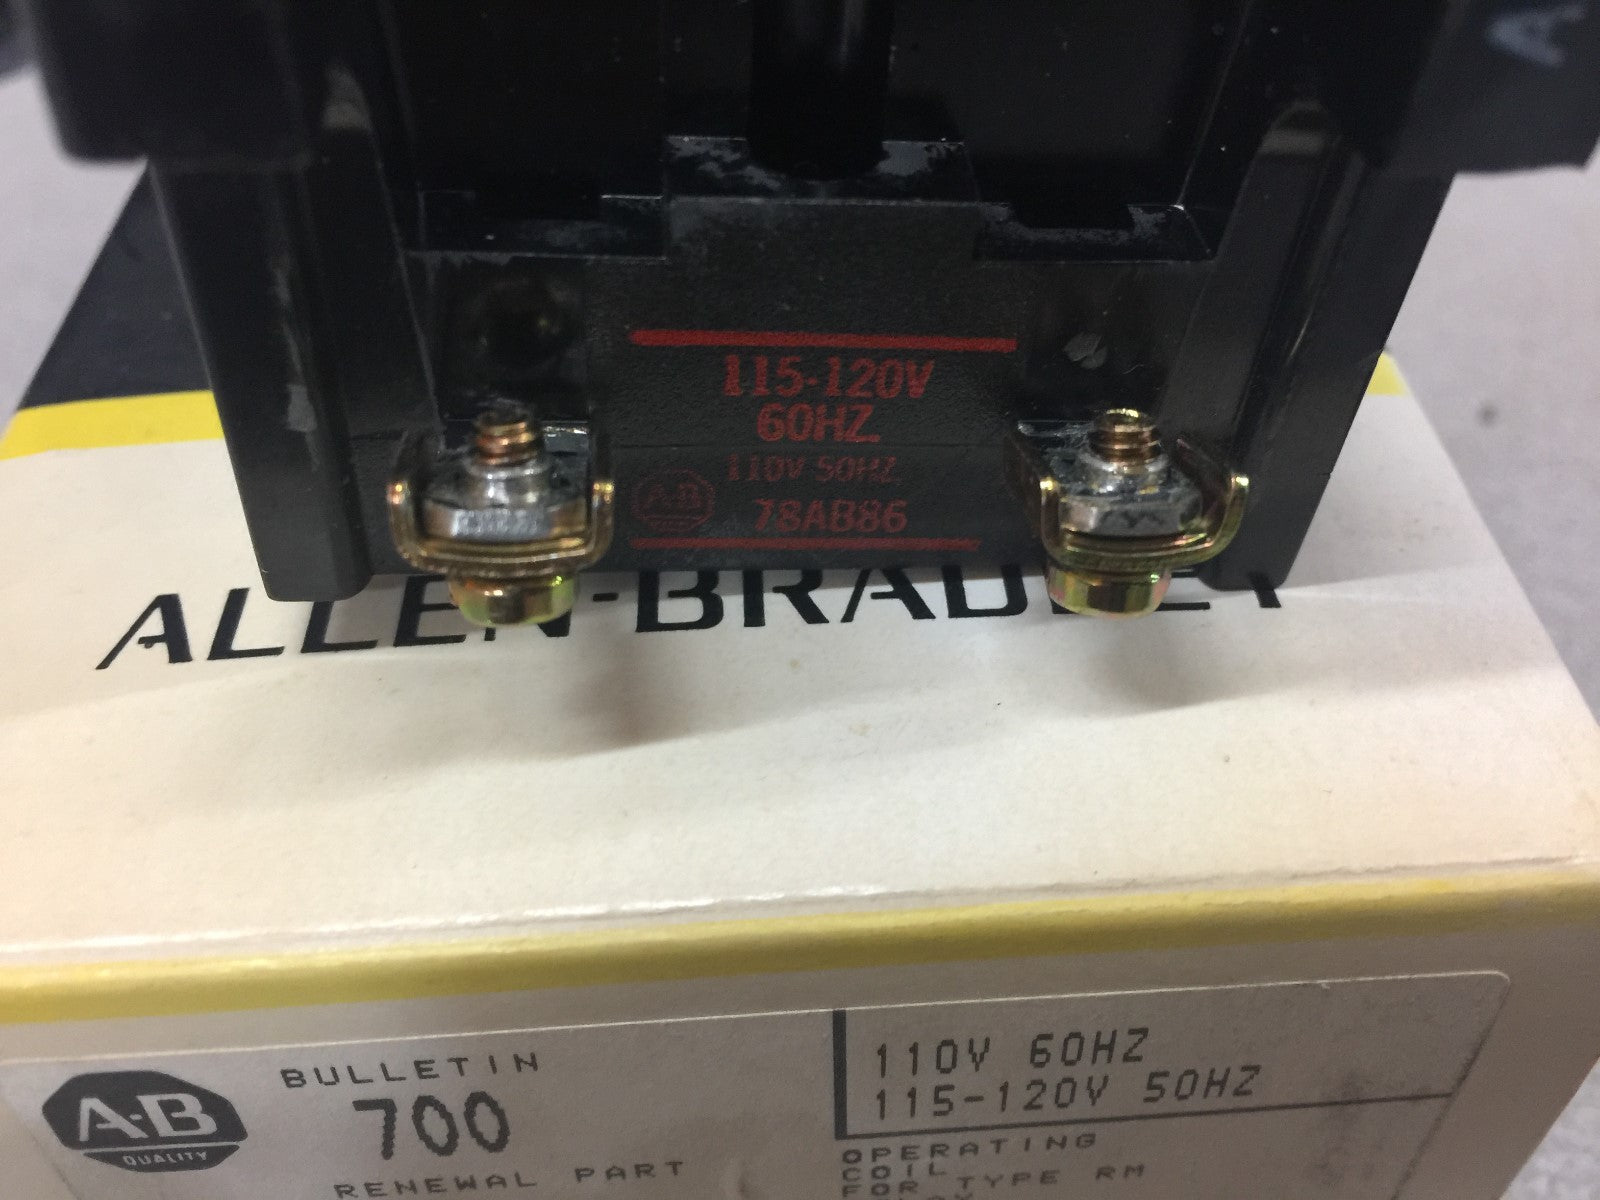 A
115-120V
60HZ.
110V 50HZ.
A-B
78AB86
ALLEN-BRADLEY
A-B
QUALITY
BULLETIN
700
RENEWAL PART
110V 60HZ
115-120V 50HZ
OPERATING
COIL
FOR TYPE RM